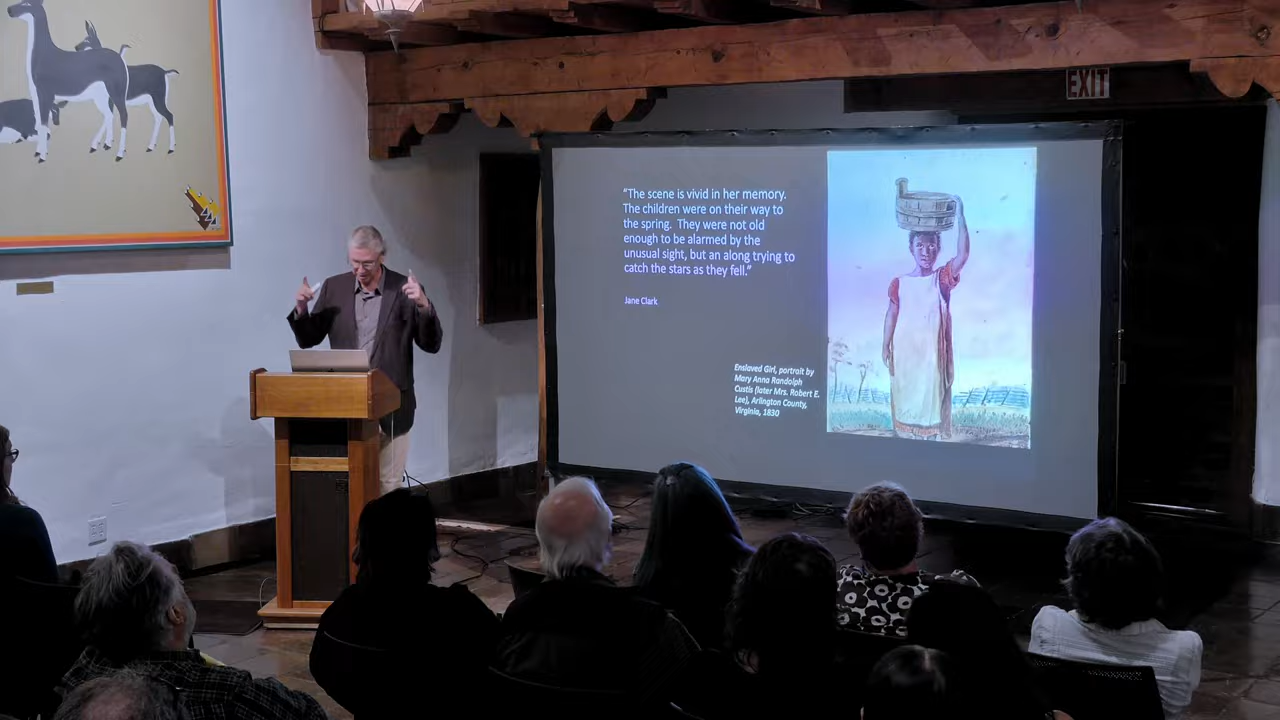 EXIT
"The scene is vivid in her memory.
The children were on their way to
the spring. They were not old
enough to be alarmed by the
unusual sight, but an along trying to
catch the stars as they fell."
Jane Clark
Enslaved Girl, portrait by
Mary Anna Randolph
Custis (later Mrs. Robert E.
Lee), Arlington County,
Virginia, 1830